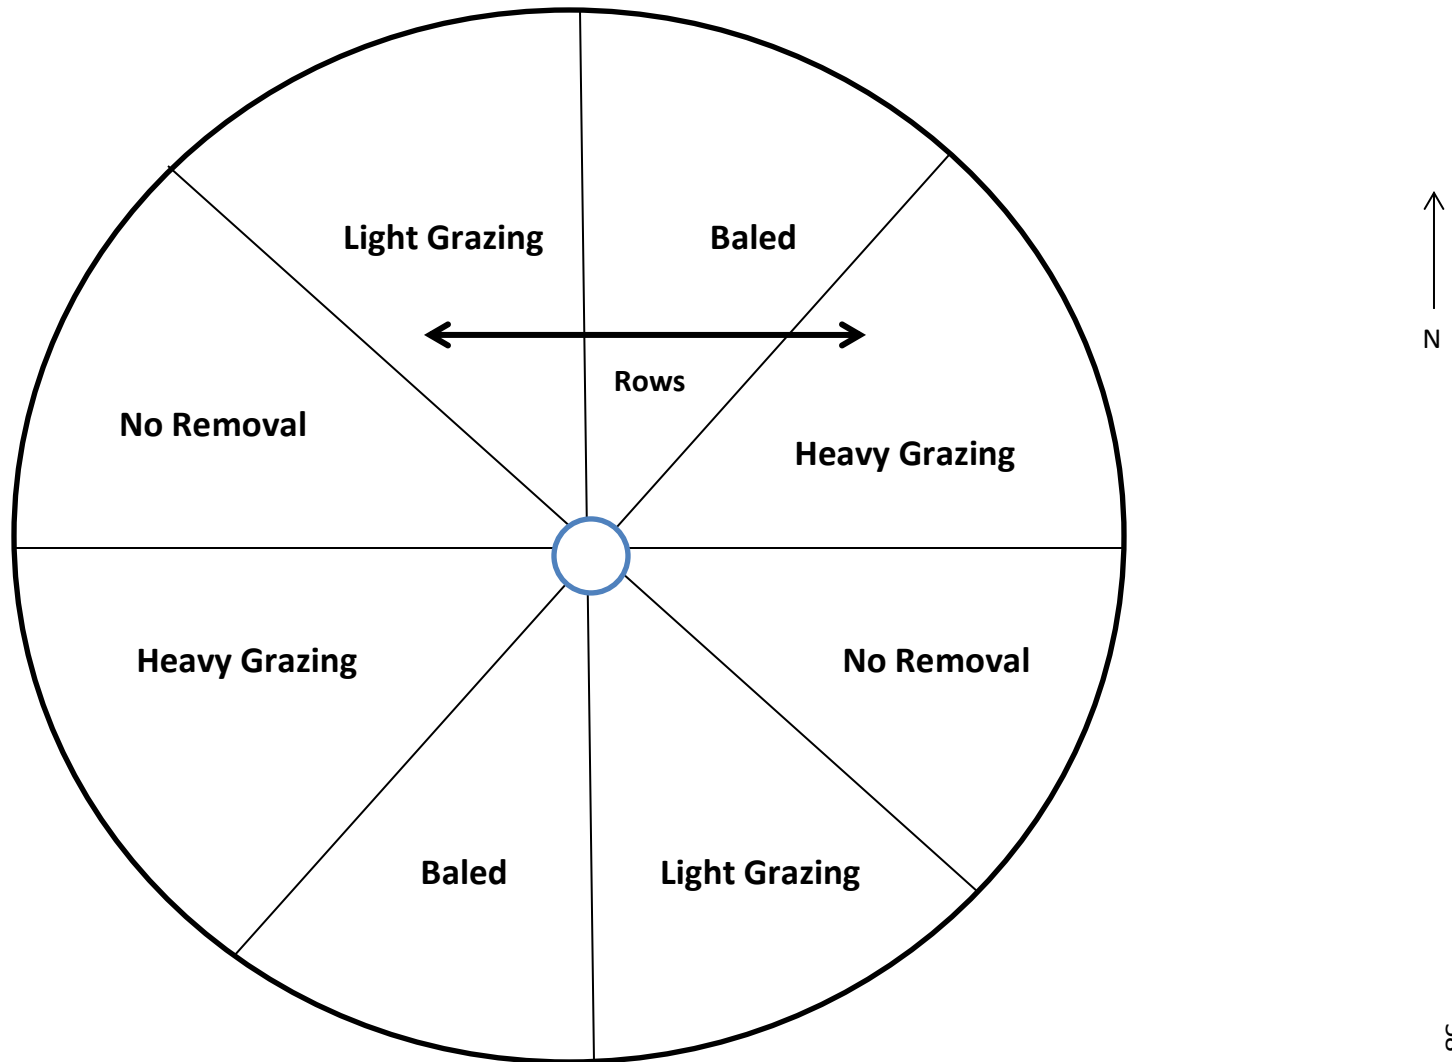 Light Grazing
Baled
Rows
No Removal
Heavy Grazing
N
Heavy Grazing
No Removal
Baled
Light Grazing